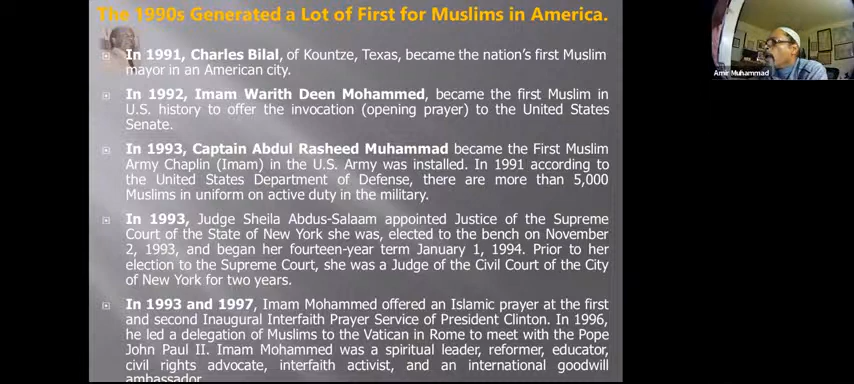 The 1990s Generated a Lot of First for Muslims in America.
In 1991, Charles Bilal, of Kountze, Texas, became the nation's first Muslim
mayor in an American city.
In 1992, Imam Warith Deen Mohammed, became the first Muslim in
U.S. history to offer the invocation (opening prayer) to the United States
Senate.
In 1993, Captain Abdul Rasheed Muhammad became the First Muslim
Army Chaplin (Imam) in the U.S. Army was installed. In 1991 according to
the United States Department of Defense, there are more than 5,000
Muslims in uniform on active duty in the military.
In 1993, Judge Sheila Abdus-Salaam appointed Justice of the Supreme
Court of the State of New York she was, elected to the bench on November
2, 1993, and began her fourteen-year term January 1, 1994. Prior to her
election to the Supreme Court, she was a Judge of the Civil Court of the City
of New York for two years.
In 1993 and 1997, Imam Mohammed offered an Islamic prayer at the first
and second Inaugural Interfaith Prayer Service of President Clinton. In 1996,
he led a delegation of Muslims to the Vatican in Rome to meet with the Pope
John Paul II. Imam Mohammed was a spiritual leader, reformer, educator,
civil rights advocate, interfaith activist, and an international goodwill
ambassador.
Amir Muhammad